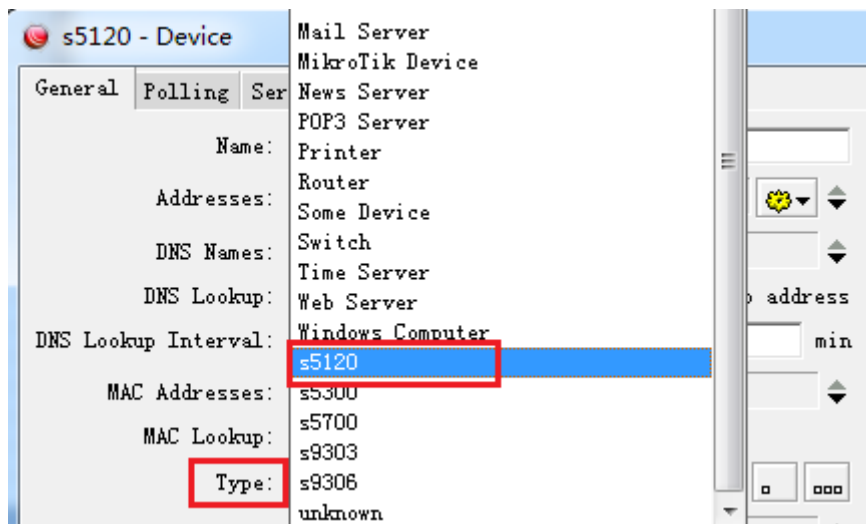 s5120 - Device
General Polling Ser
Name:
Addresses:
DNS Names:
DNS Lookup:
DNS Lookup Interval:
MAC Addresses:
MAC Lookup:
Type:
Mail Server
MikroTik Device
News Server
POP3 Server
Printer
Router
Some Device
Switch
Time Server
Web Server
Windows Computer
s5120
s5300
s5700
s9303
s9306
unknown
address
min